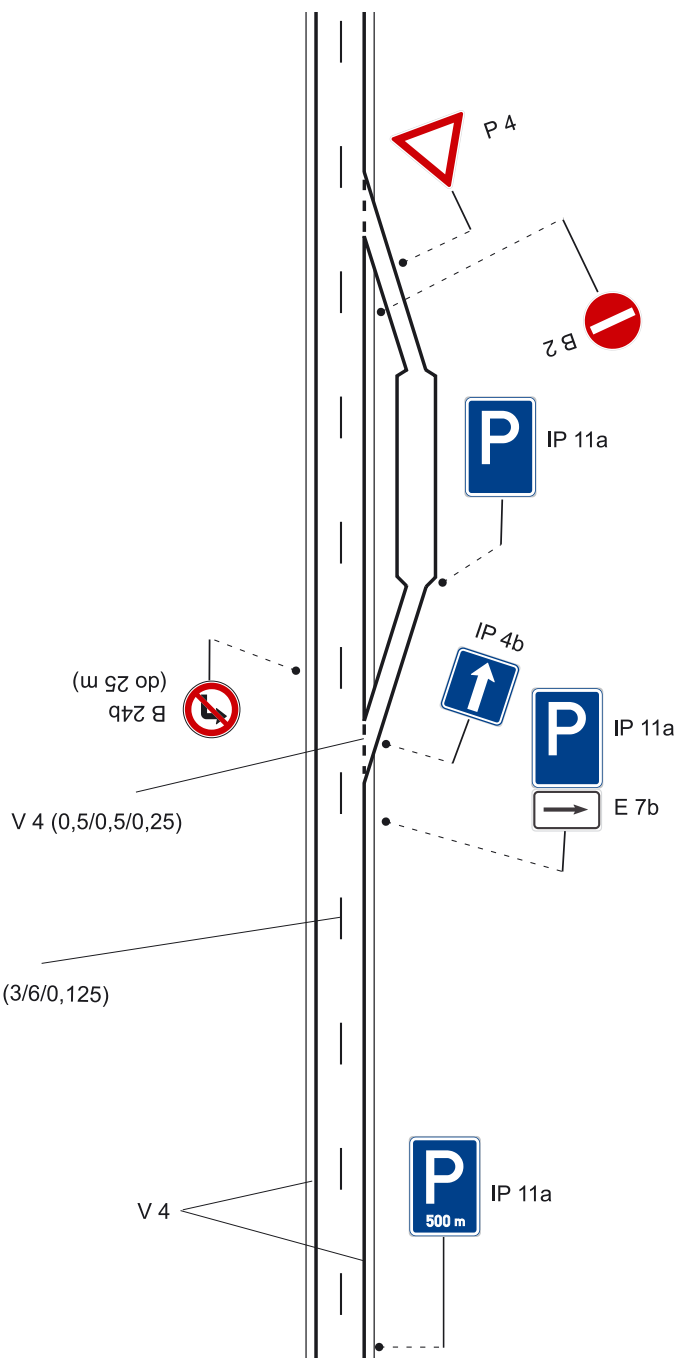 P 4
B 2
P
IP 11a
IP 4b
(do 25 m)
B 24b
P
IP 11a
E 7b
V 4 (0,5/0,5/0,25)
(3/6/0,125)
P
500 m
IP 11a
V 4